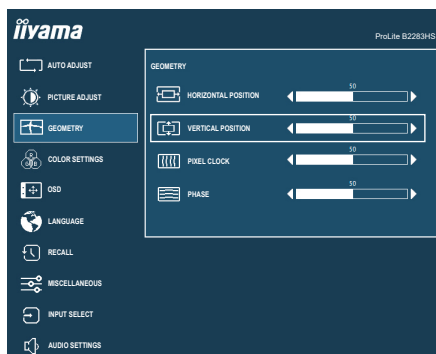 iiyama
ProLite B2283HS
AUTO ADJUST
PICTURE ADJUST
GEOMETRY
COLOR SETTINGS
R
G B
OSD
LANGUAGE
RECALL
MISCELLANEOUS
INPUT SELECT
AUDIO SETTINGS
GEOMETRY
HORIZONTAL POSITION
50
VERTICAL POSITION
50
PIXEL CLOCK
50
PHASE
50